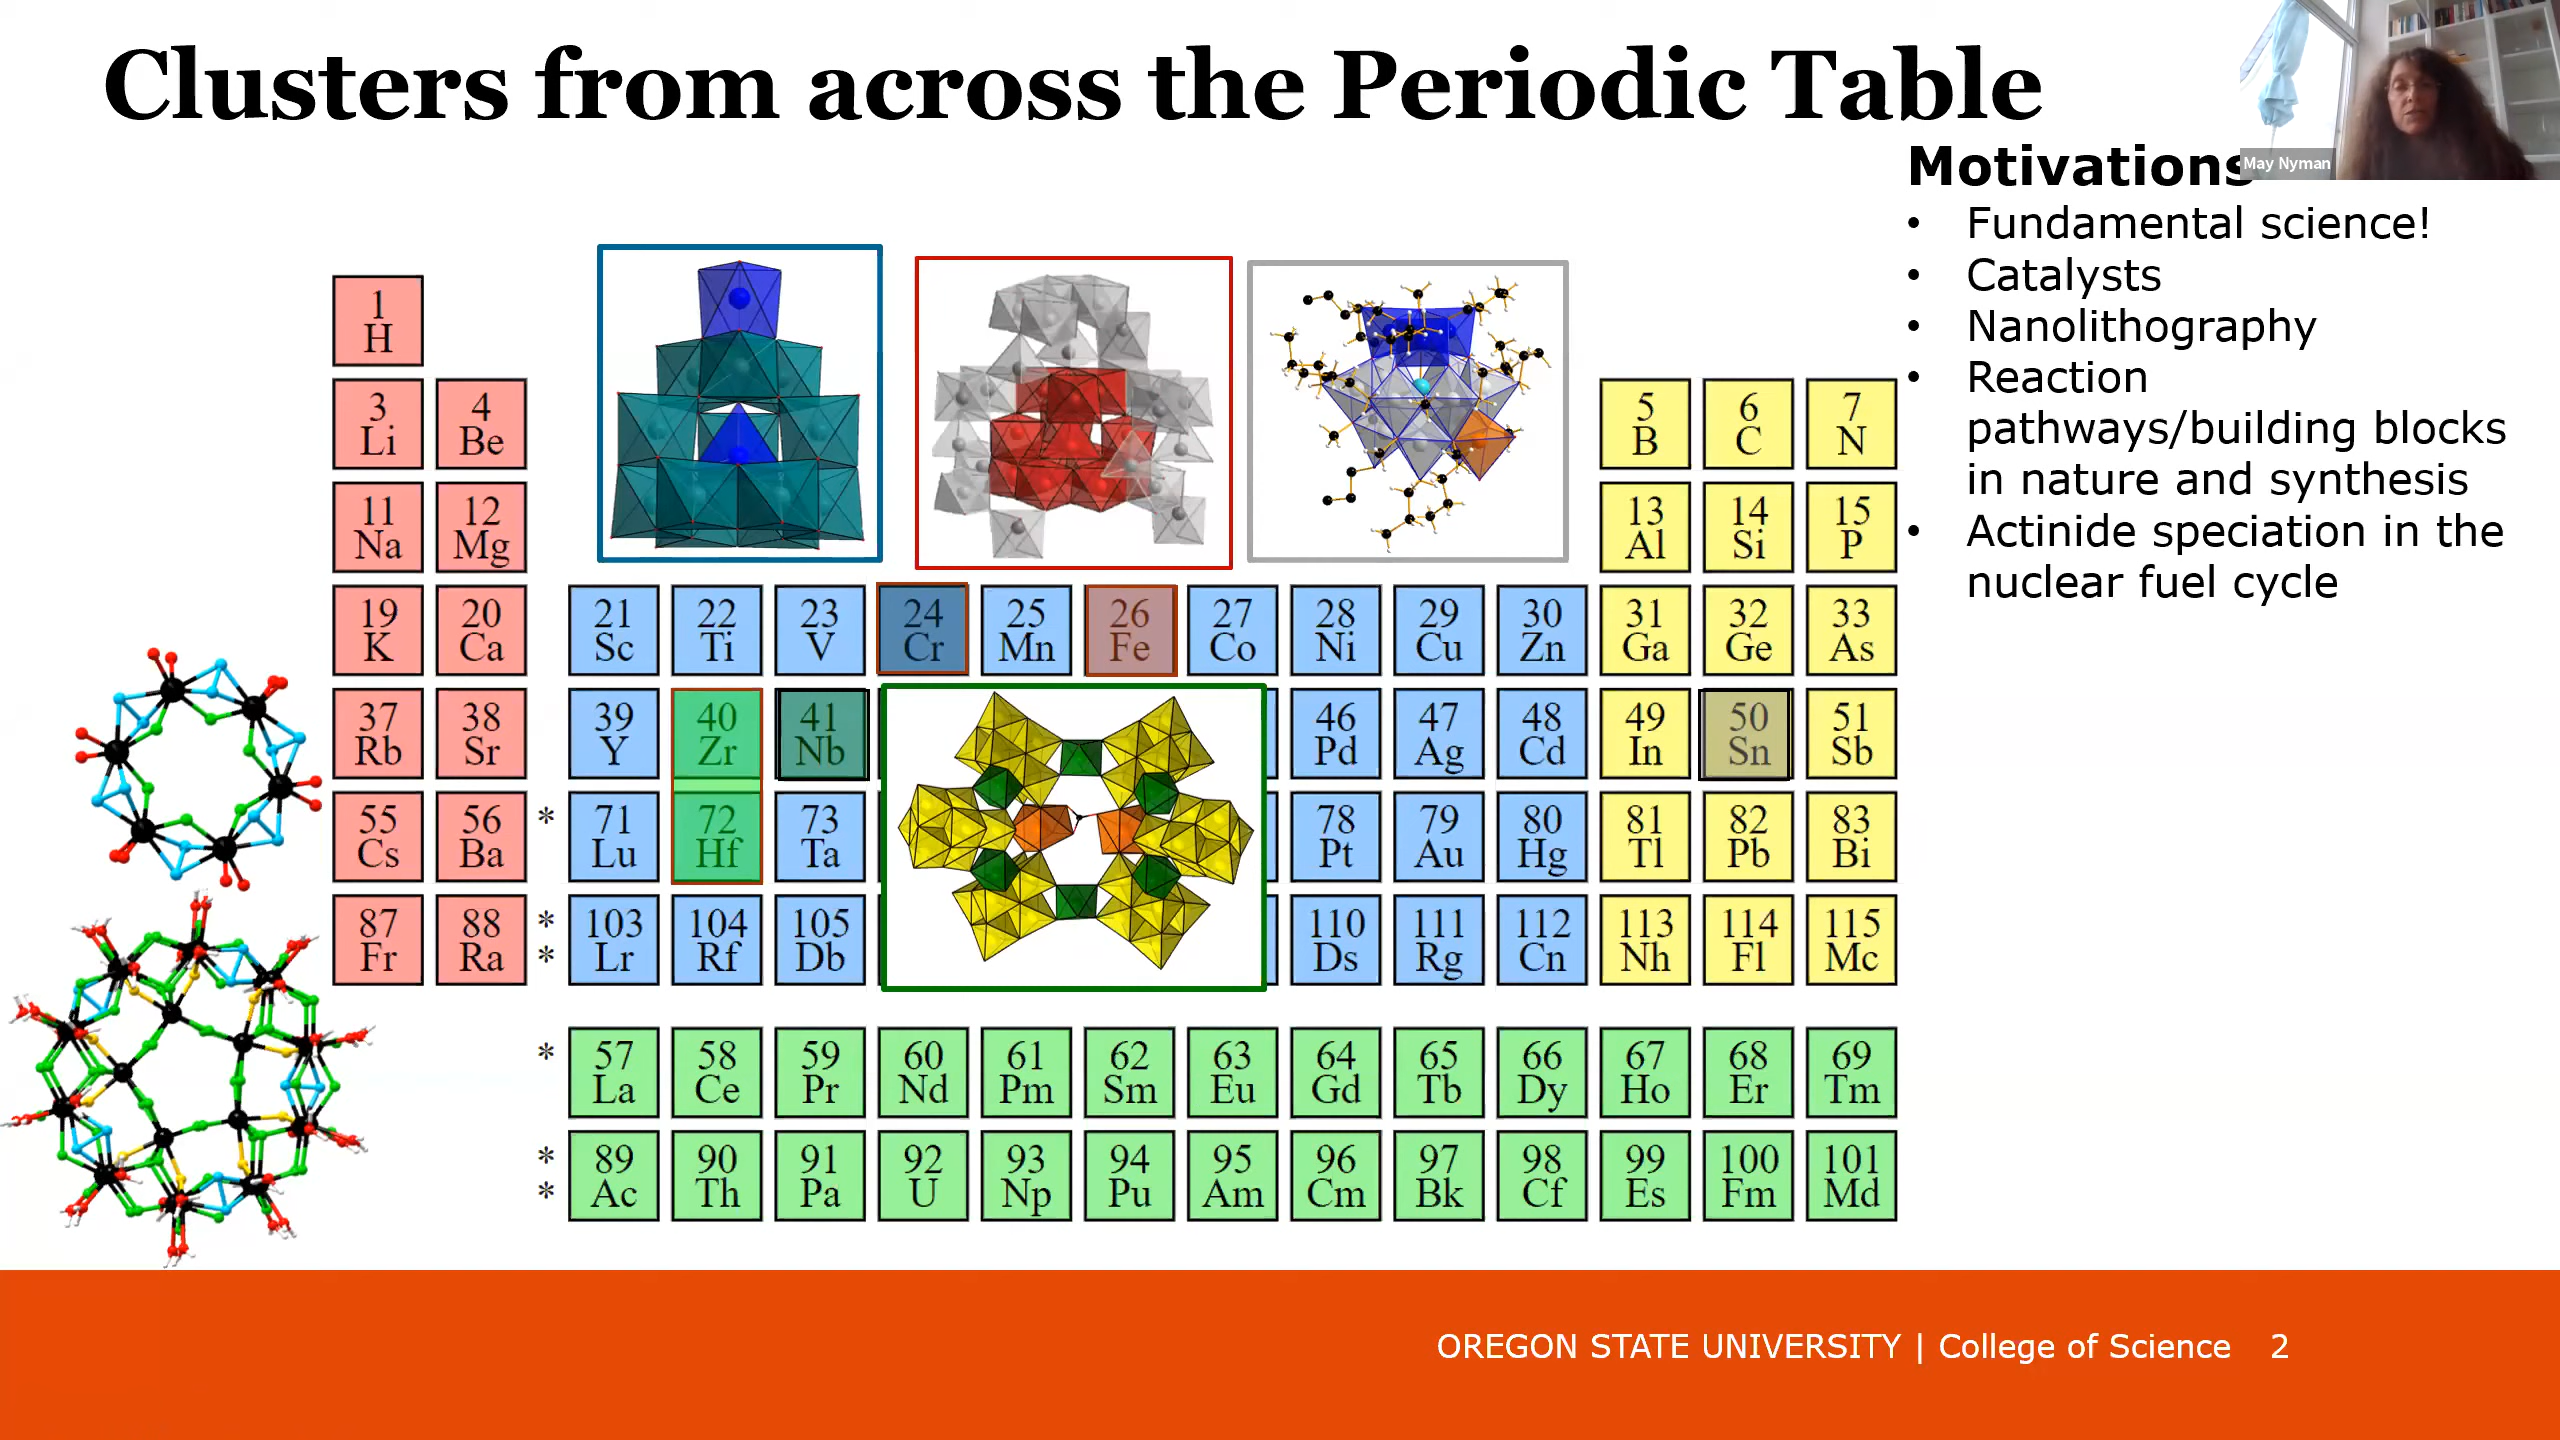 Clusters from across the Periodic Table
May Nyman
Motivations
• Fundamental science!
• Catalysts
• Nanolithography
• Reaction
pathways/building blocks
in nature and synthesis
• Actinide speciation in the
nuclear fuel cycle
1
H
3 4 5 6 7
Li Be B C N
11 12 13 14 15
Na Mg Al Si P
19 20 21 22 23 24 25 26 27 28 29 30 31 32 33
K Ca Sc Ti V Cr Mn Fe Co Ni Cu Zn Ga Ge As
37 38 39 40 41 46 47 48 49 50 51
Rb Sr Y Zr Nb Pd Ag Cd In Sn Sb
55 56 * 71 72 73 78 79 80 81 82 83
Cs Ba Lu Hf Ta Pt Au Hg Tl Pb Bi
87 88 * 103 104 105 110 111 112 113 114 115
Fr Ra * Lr Rf Db Ds Rg Cn Nh Fl Mc
* 57 58 59 60 61 62 63 64 65 66 67 68 69
La Ce Pr Nd Pm Sm Eu Gd Tb Dy Ho Er Tm
* 89 90 91 92 93 94 95 96 97 98 99 100 101
* Ac Th Pa U Np Pu Am Cm Bk Cf Es Fm Md
OREGON STATE UNIVERSITY | College of Science 2